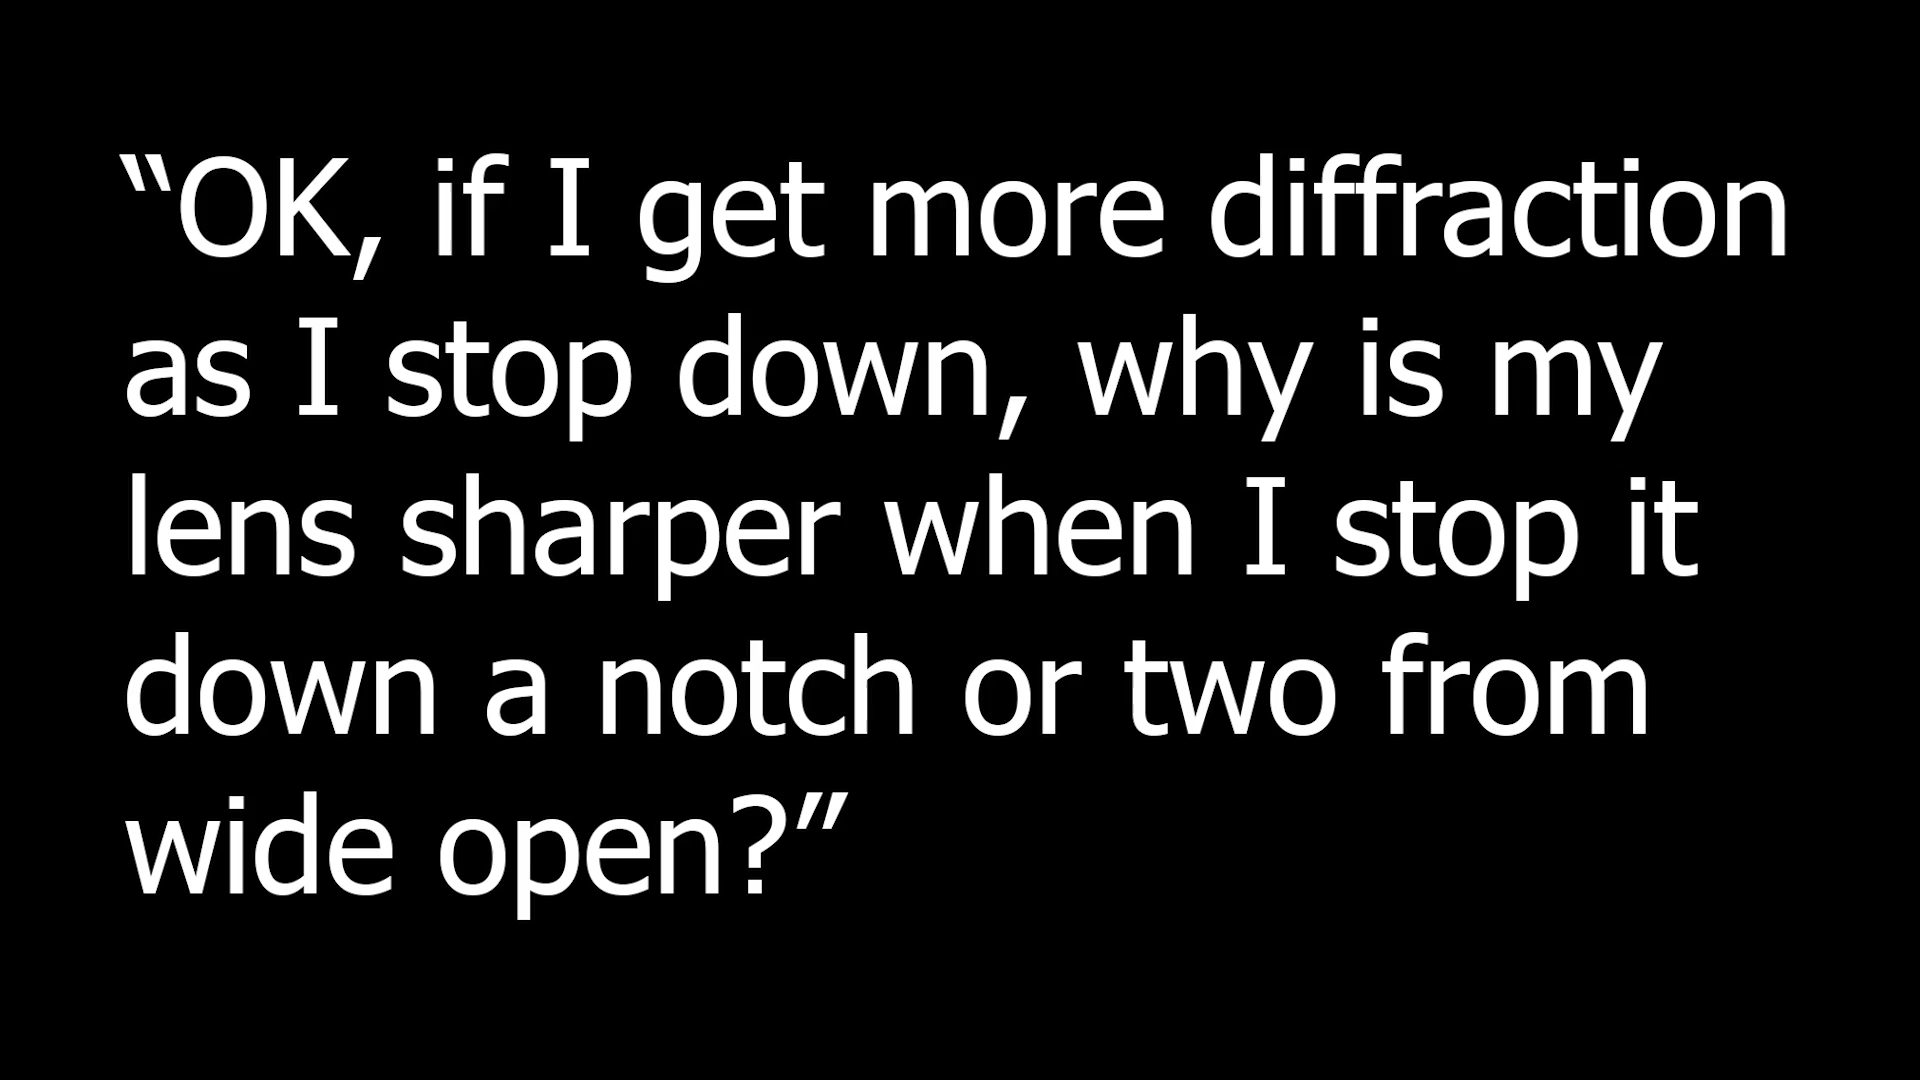 “OK, if I get more diffraction
as I stop down, why is my
lens sharper when I stop it
down a notch or two from
wide open?”